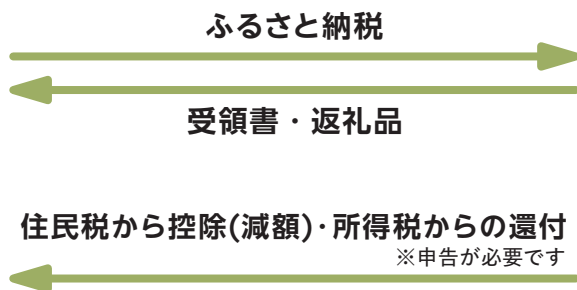 ふるさと納税
受領書・返礼品
住民税から控除(減額)・所得税からの還付
※申告が必要です